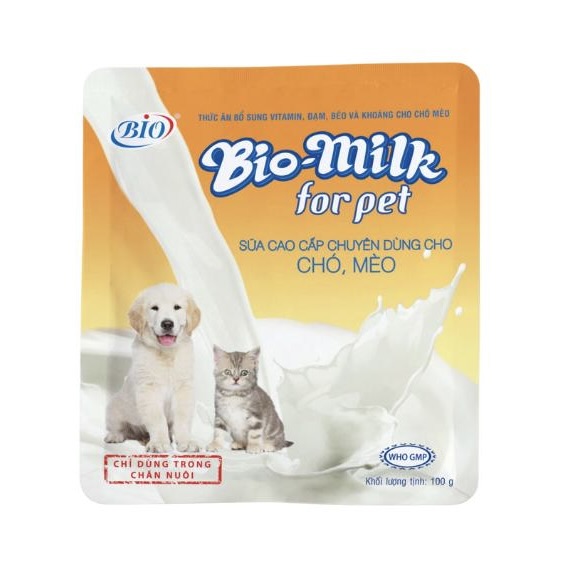 BIO
THỨC ĂN BỔ SUNG VITAMIN, ĐẠM, BÉO VÀ KHOÁNG CHO CHÓ MÈO
Bio-milk
for pet
SỮA CAO CẤP CHUYÊN DÙNG CHO
CHÓ, MÈO
CHỈ DÙNG TRONG
CHĂN NUÔI
WHO GMP
Khối lượng tịnh: 100 g